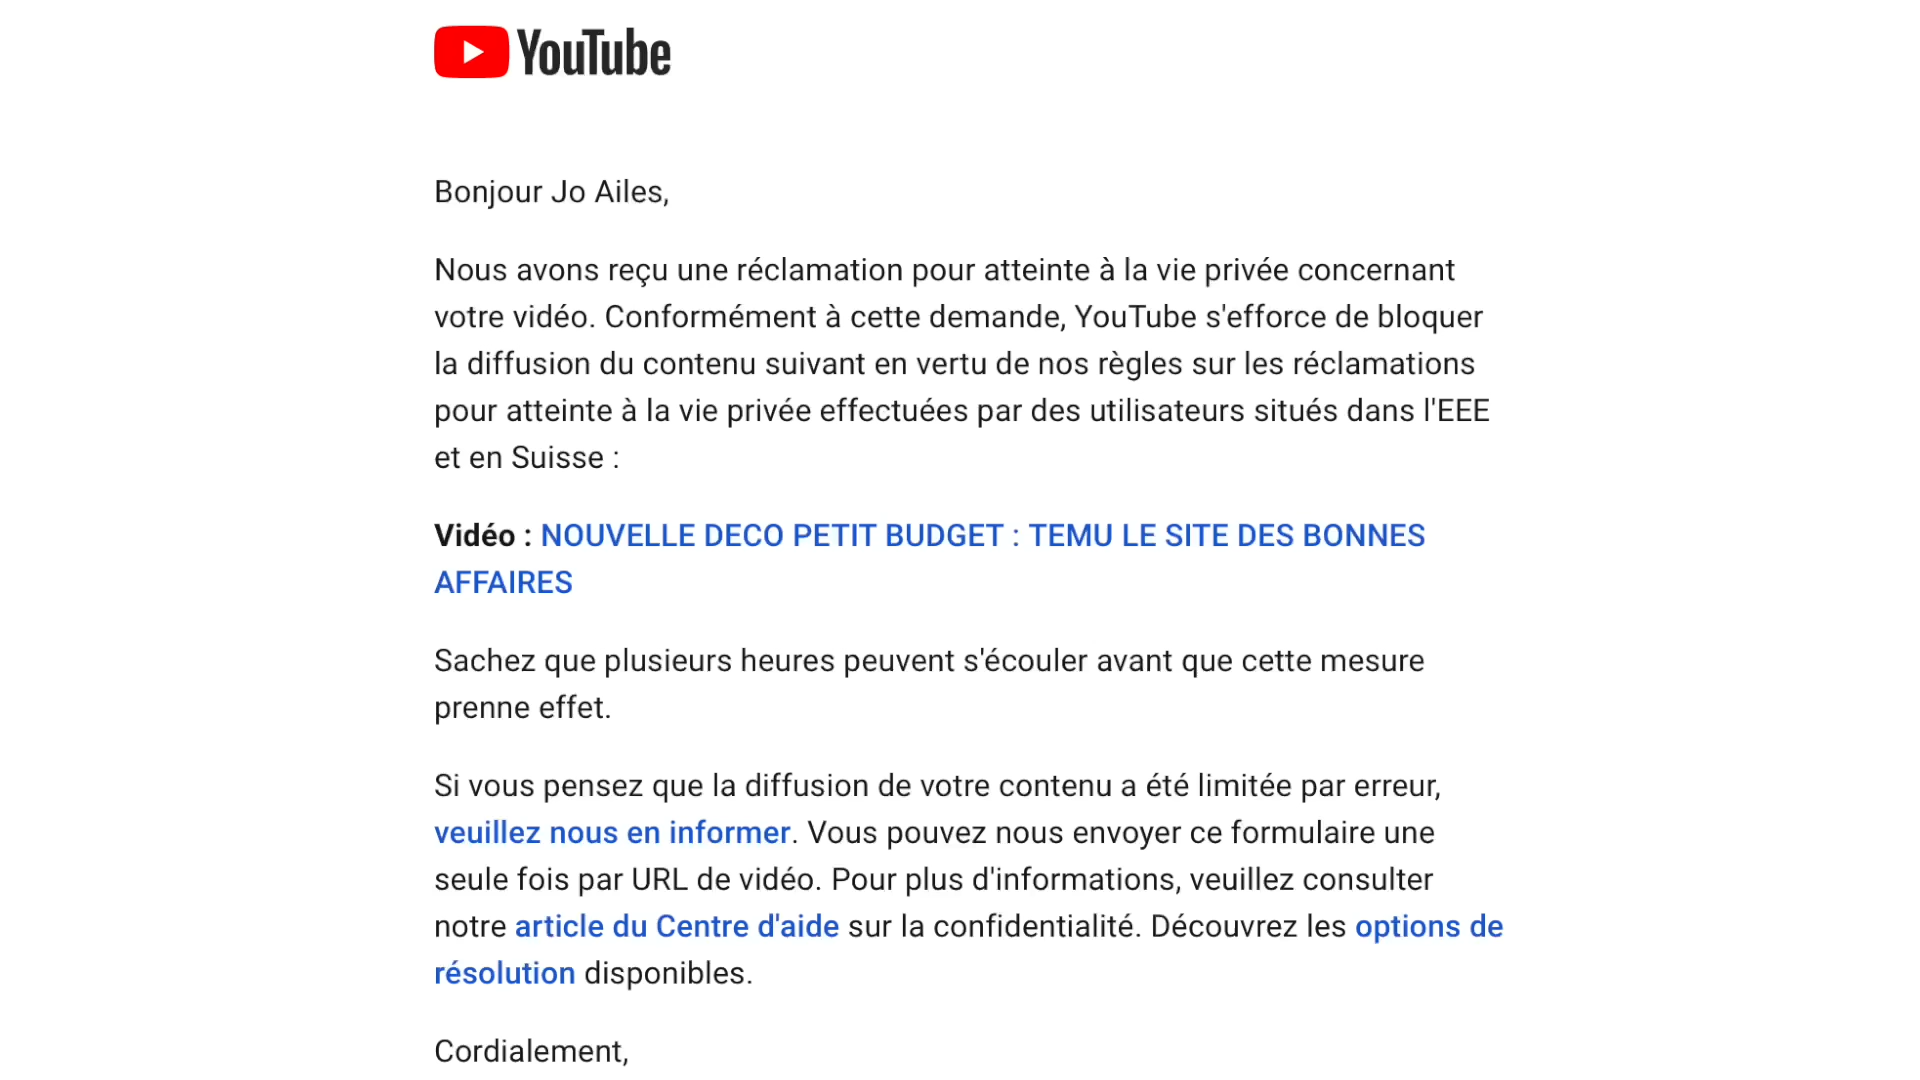 YouTube
Bonjour Jo Ailes,
Nous avons reçu une réclamation pour atteinte à la vie privée concernant
votre vidéo. Conformément à cette demande, YouTube s'efforce de bloquer
la diffusion du contenu suivant en vertu de nos règles sur les réclamations
pour atteinte à la vie privée effectuées par des utilisateurs situés dans l'EEE
et en Suisse :
Vidéo : NOUVELLE DECO PETIT BUDGET : TEMU LE SITE DES BONNES
AFFAIRES
Sachez que plusieurs heures peuvent s'écouler avant que cette mesure
prenne effet.
Si vous pensez que la diffusion de votre contenu a été limitée par erreur,
veuillez nous en informer. Vous pouvez nous envoyer ce formulaire une
seule fois par URL de vidéo. Pour plus d'informations, veuillez consulter
notre article du Centre d'aide sur la confidentialité. Découvrez les options de
résolution disponibles.
Cordialement,